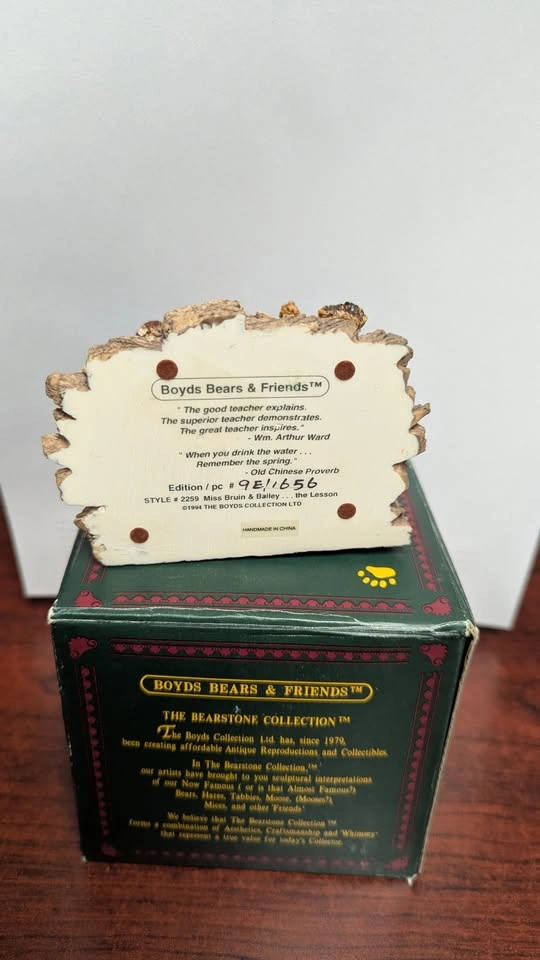 Boyds Bears & Friends™
" The good teacher explains.
The superior teacher demonstrates.
The great teacher inspires."
- Wm. Arthur Ward
" When you drink the water . . .
Remember the spring."
- Old Chinese Proverb
Edition / pc # 9E/1656
STYLE # 2259 Miss Bruin & Bailey . . . the Lesson
©1994 THE BOYDS COLLECTION LTD
HANDMADE IN CHINA
BOYDS BEARS & FRIENDS™
THE BEARSTONE COLLECTION™
The Boyds Collection Ltd. has, since 1979,
been creating affordable Antique Reproductions and Collectibles.
In The Bearstone Collection,™
our artists have brought to you sculptural interpretations
of our Now Famous ( or is that Almost Famous?)
Bears, Hares, Tabbies, Moose, (Mooses?),
Mices, and other 'Friends'
We believe that The Bearstone Collection™
forms a combination of Aesthetics, Craftsmanship and Whimsey
that represent a true value for today's Collector.